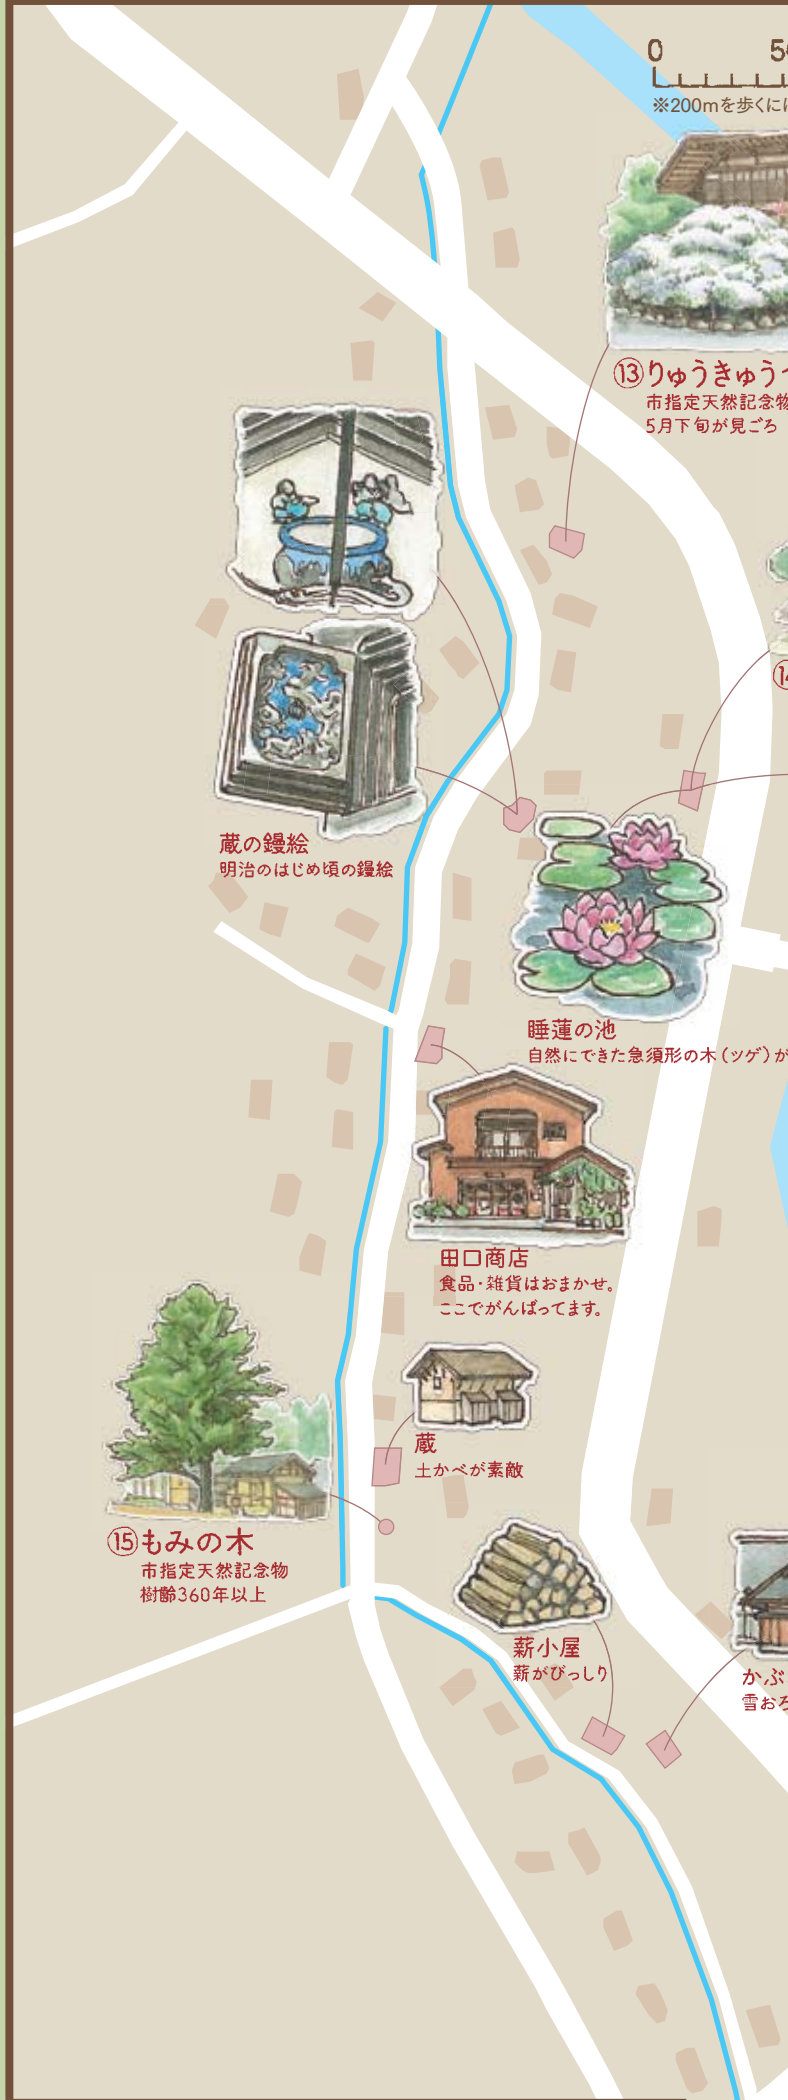 0 5
※200mを歩くに
⑬りゅうきゅう
市指定天然記念物
5月下旬が見ごろ
⑭
蔵の鏝絵
明治のはじめ頃の鏝絵
睡蓮の池
自然にできた急須形の木(ツゲ)が
田口商店
食品・雑貨はおまかせ。
ここでがんばってます。
蔵
土かべが素敵
⑮もみの木
市指定天然記念物
樹齢360年以上
薪小屋
薪がびっしり
かぶ
雪お